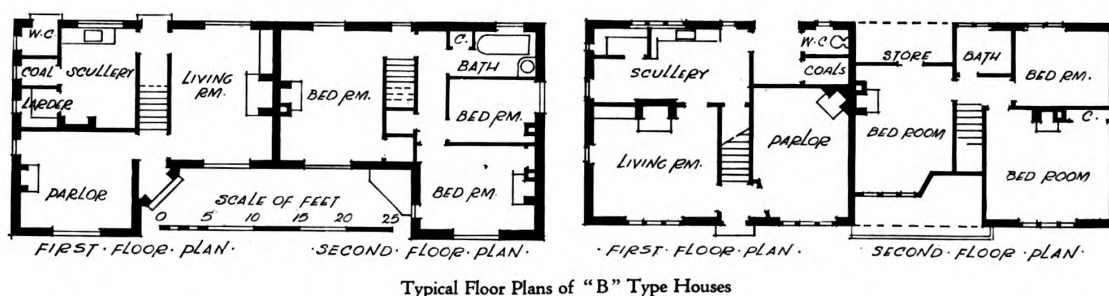 W.C.
COAL
LARDER
SCULLERY
LIVING RM.
PARLOR
BED RM.
C.
BATH
BED RM.
BED RM.
SCALE OF FEET
0 5 10 15 20 25
FIRST·FLOOR·PLAN·
SECOND·FLOOR·PLAN·
SCULLERY
W.C.
COALS
LIVING RM.
PARLOR
STORE
BATH
BED RM.
BED ROOM
C.
BED ROOM
·FIRST·FLOOR·PLAN·
SECOND·FLOOR·PLAN·
Typical Floor Plans of "B" Type Houses